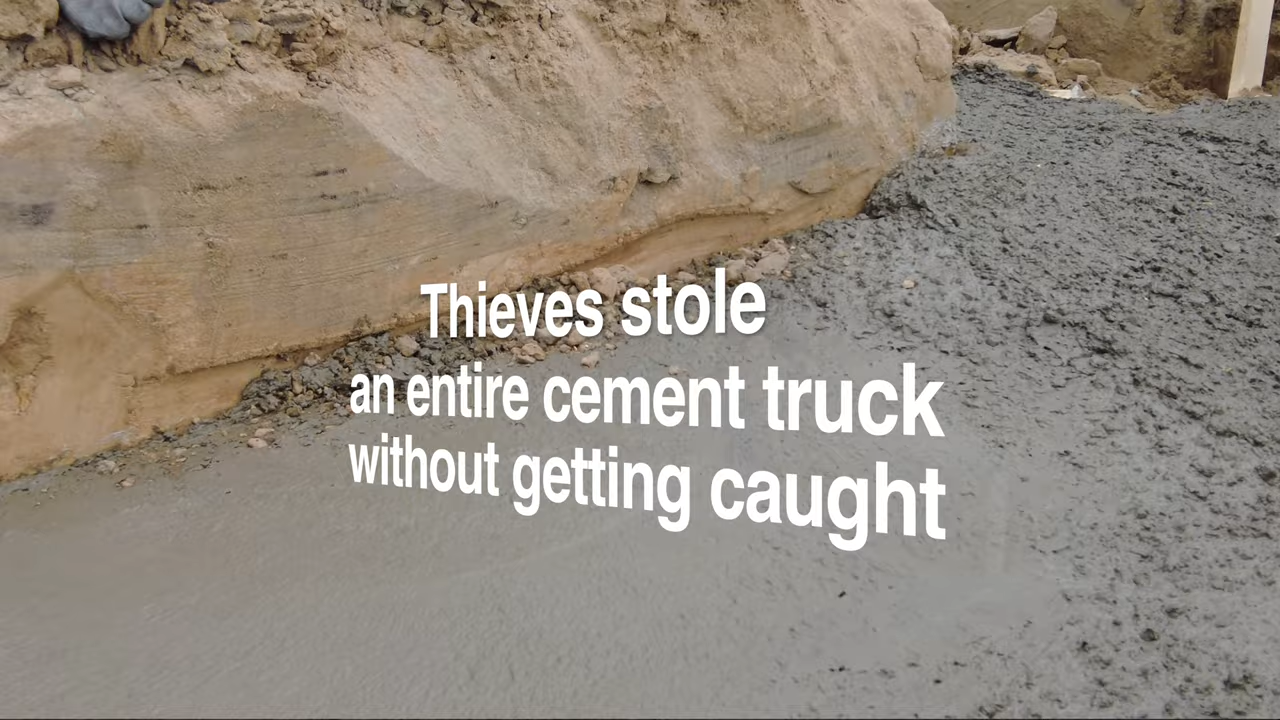 Thieves stole
an entire cement truck
without getting caught